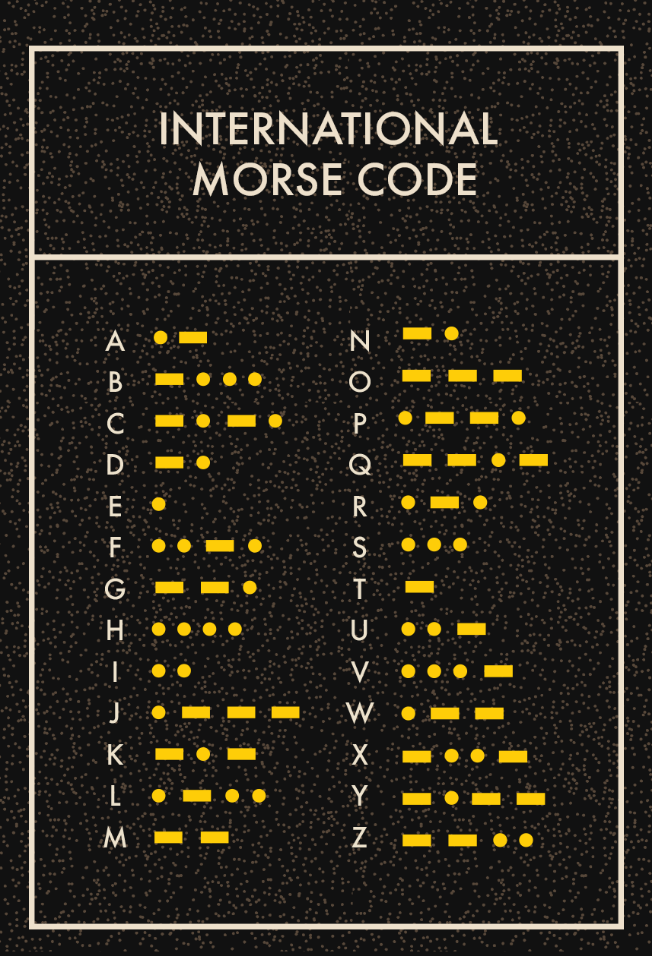 INTERNATIONAL
MORSE CODE
A •– N –•
B –••• O –––
C –•–• P •––•
D –• Q ––•–
E • R •–•
F ••–• S •••
G ––• T –
H •••• U ••–
I •• V •••–
J •––– W •––
K –•– X –••–
L •–•• Y –•––
M –– Z ––••